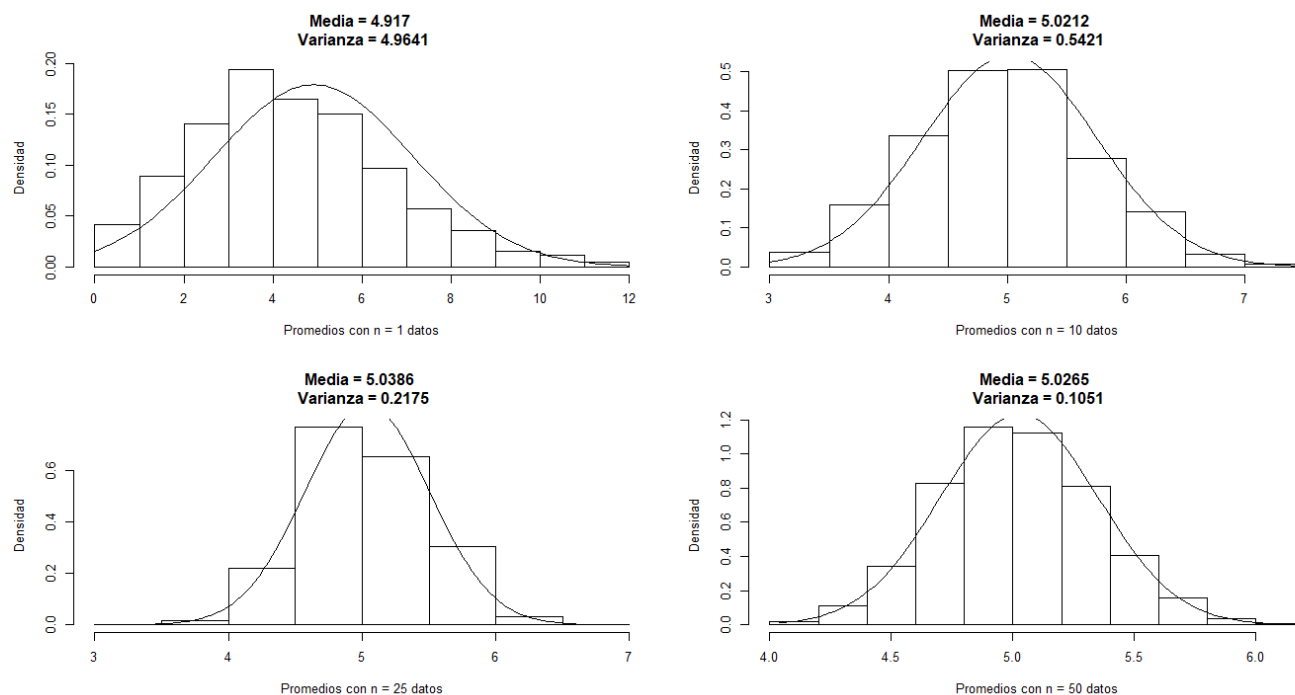 Media = 4.917
Varianza = 4.9641
Densidad
0.20
0.15
0.10
0.05
0.00
0 2 4 6 8 10 12
Promedios con n = 1 datos
Media = 5.0212
Varianza = 0.5421
Densidad
0.5
0.4
0.3
0.2
0.1
0.0
3 4 5 6 7
Promedios con n = 10 datos
Media = 5.0386
Varianza = 0.2175
Densidad
0.6
0.4
0.2
0.0
3 4 5 6 7
Promedios con n = 25 datos
Media = 5.0265
Varianza = 0.1051
Densidad
1.2
1.0
0.8
0.6
0.4
0.2
0.0
4.0 4.5 5.0 5.5 6.0
Promedios con n = 50 datos